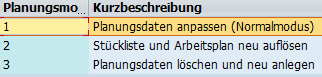 Planungsmo... Kurzbeschreibung
1 Planungsdaten anpassen (Normalmodus)
2 Stückliste und Arbeitsplan neu auflösen
3 Planungsdaten löschen und neu anlegen